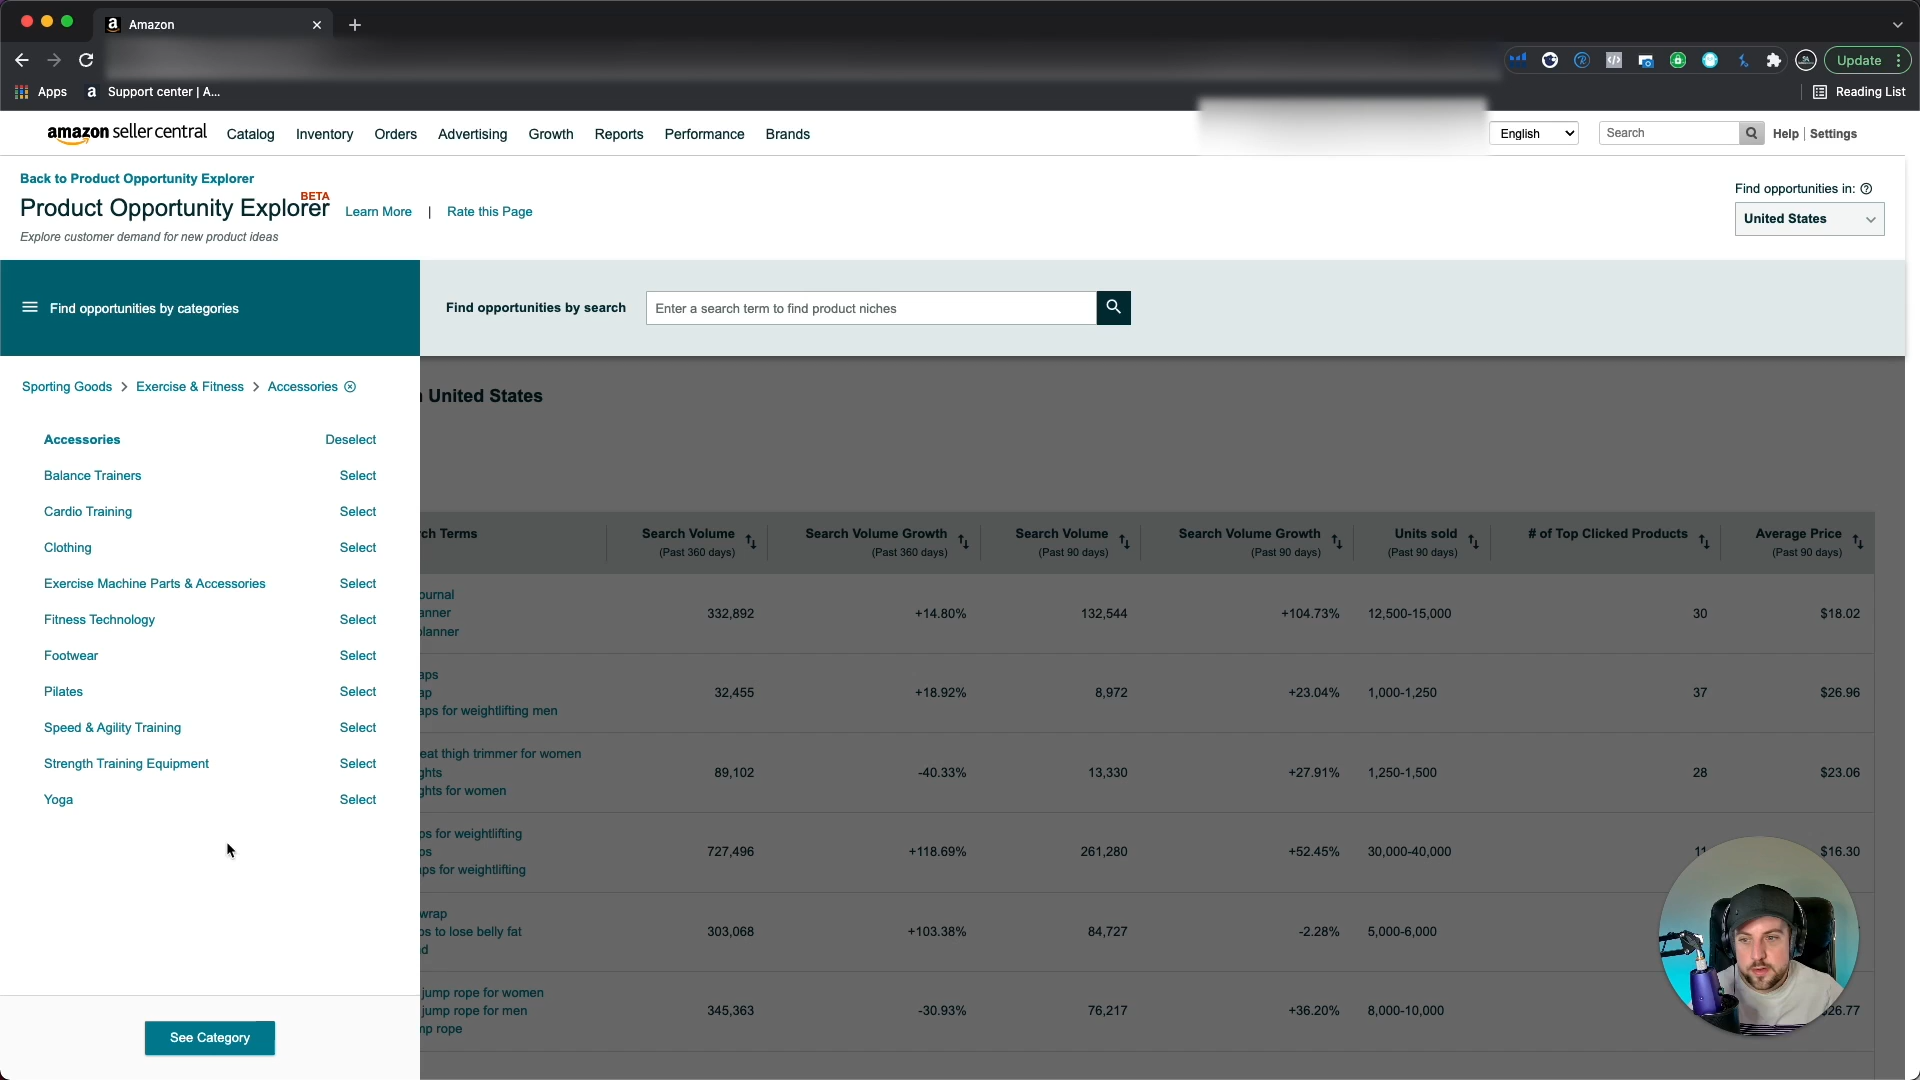 Amazon
Update
Apps
Support center | A...
Reading List
amazon seller central
Catalog
Inventory
Orders
Advertising
Growth
Reports
Performance
Brands
English
Search
Help
Settings
Back to Product Opportunity Explorer
Product Opportunity Explorer BETA
Learn More | Rate this Page
Explore customer demand for new product ideas
Find opportunities in:
United States
Find opportunities by categories
Find opportunities by search
Enter a search term to find product niches
Sporting Goods > Exercise & Fitness > Accessories
United States
Accessories Deselect
Balance Trainers Select
Cardio Training Select
Clothing Select
Exercise Machine Parts & Accessories Select
Fitness Technology Select
Footwear Select
Pilates Select
Speed & Agility Training Select
Strength Training Equipment Select
Yoga Select
See Category
ch Terms
Search Volume
(Past 360 days)
Search Volume Growth
(Past 360 days)
Search Volume
(Past 90 days)
Search Volume Growth
(Past 90 days)
Units sold
(Past 90 days)
# of Top Clicked Products
Average Price
(Past 90 days)
ournal
anner
planner
332,892 +14.80% 132,544 +104.73% 12,500-15,000 30 $18.02
aps
ap
aps for weightlifting men
32,455 +18.92% 8,972 +23.04% 1,000-1,250 37 $26.96
eat thigh trimmer for women
ghts
ghts for women
89,102 -40.33% 13,330 +27.91% 1,250-1,500 28 $23.06
ps for weightlifting
ps
ups for weightlifting
727,496 +118.69% 261,280 +52.45% 30,000-40,000 11 $16.30
wrap
ps to lose belly fat
d
303,068 +103.38% 84,727 -2.28% 5,000-6,000
jump rope for women
jump rope for men
mp rope
345,363 -30.93% 76,217 +36.20% 8,000-10,000 26.77